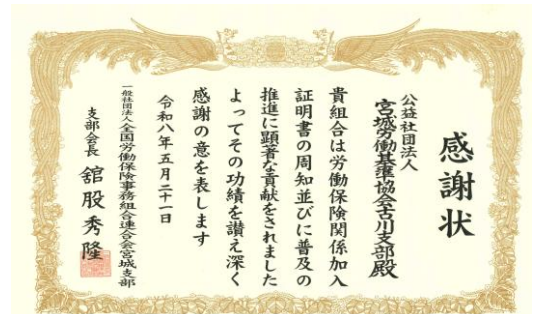 感謝状
公益社団法人
宮城労働基準協会古川支部殿
貴組合は労働保険関係加入
証明書の周知並びに普及の
推進に顕著な貢献をされました
よってその功績を讃え深く
感謝の意を表します
令和八年五月二十一日
一般社団法人全国労働保険事務組合連合会宮城支部
支部会長 舘股秀隆